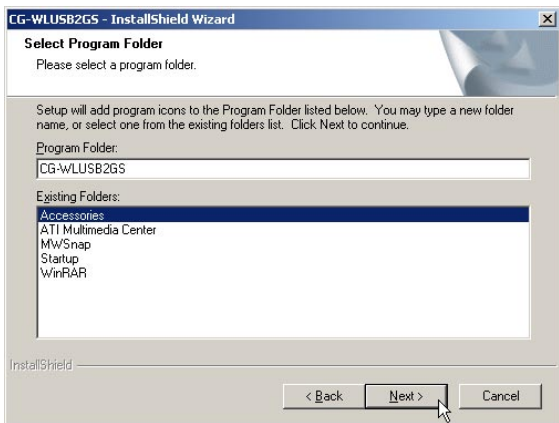 CG-WLUSB2GS - InstallShield Wizard
Select Program Folder
Please select a program folder.
Setup will add program icons to the Program Folder listed below. You may type a new folder
name, or select one from the existing folders list. Click Next to continue.
Program Folder:
CG-WLUSB2GS
Existing Folders:
Accessories
ATI Multimedia Center
MWSnap
Startup
WinRAR
InstallShield
< Back
Next >
Cancel